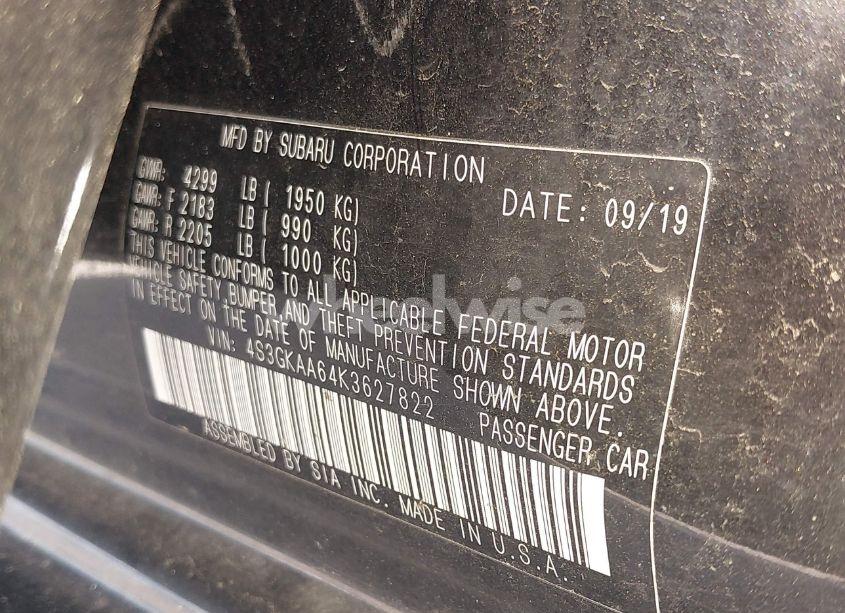 MFD BY SUBARU CORPORATION
DATE: 09/19
GVWR: 4299 LB( 1950 KG)
GAWR: F 2183 LB( 990 KG)
GAWR: R 2205 LB( 1000 KG)
THIS VEHICLE CONFORMS TO ALL APPLICABLE FEDERAL MOTOR
VEHICLE SAFETY,BUMPER,AND THEFT PREVENTION STANDARDS
IN EFFECT ON THE DATE OF MANUFACTURE SHOWN ABOVE.
VIN: 4S3GKAA64K3627822
PASSENGER CAR
ASSEMBLED BY SIA INC. MADE IN U.S.A.
wheelwise